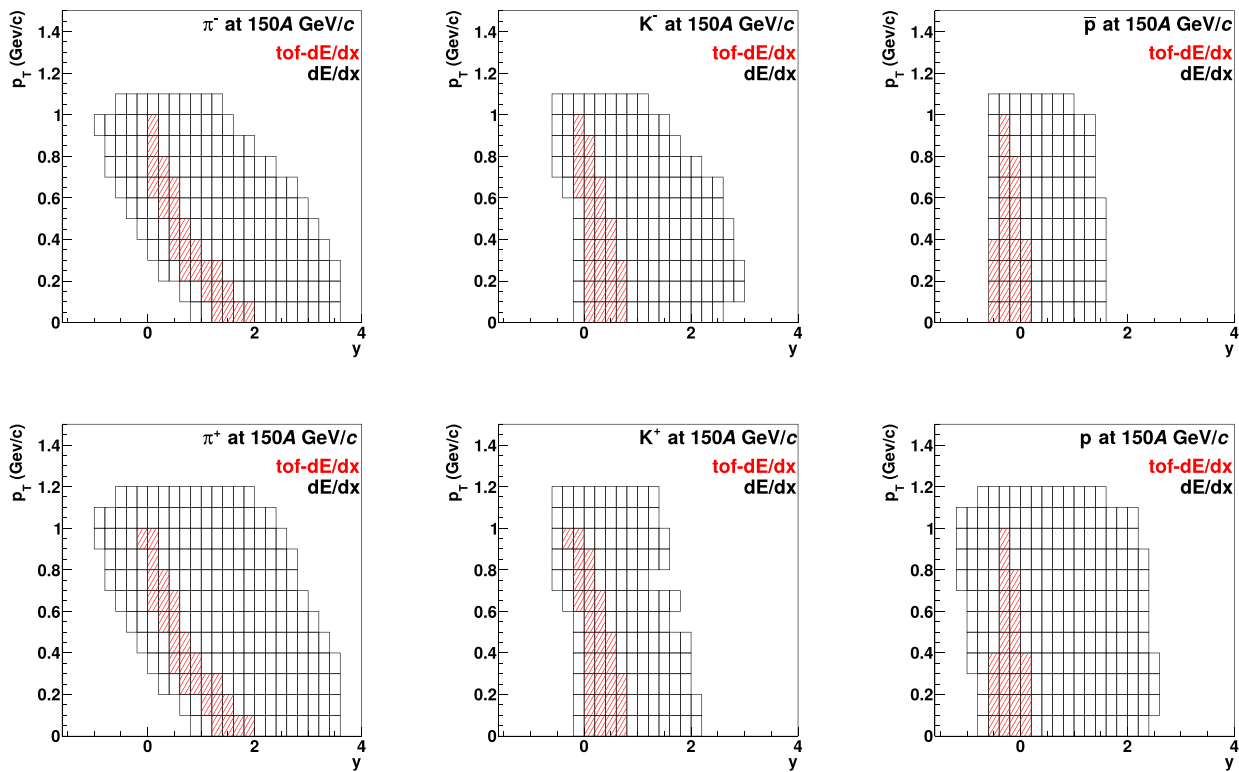 π⁻ at 150A GeV/c
tof-dE/dx
dE/dx
p_T (Gev/c)
1.4
1.2
1
0.8
0.6
0.4
0.2
0
0 2 4
y
K⁻ at 150A GeV/c
tof-dE/dx
dE/dx
p_T (Gev/c)
1.4
1.2
1
0.8
0.6
0.4
0.2
0
0 2 4
y
p̅ at 150A GeV/c
tof-dE/dx
dE/dx
p_T (Gev/c)
1.4
1.2
1
0.8
0.6
0.4
0.2
0
0 2 4
y
π⁺ at 150A GeV/c
tof-dE/dx
dE/dx
p_T (Gev/c)
1.4
1.2
1
0.8
0.6
0.4
0.2
0
0 2 4
y
K⁺ at 150A GeV/c
tof-dE/dx
dE/dx
p_T (Gev/c)
1.4
1.2
1
0.8
0.6
0.4
0.2
0
0 2 4
y
p at 150A GeV/c
tof-dE/dx
dE/dx
p_T (Gev/c)
1.4
1.2
1
0.8
0.6
0.4
0.2
0
0 2 4
y